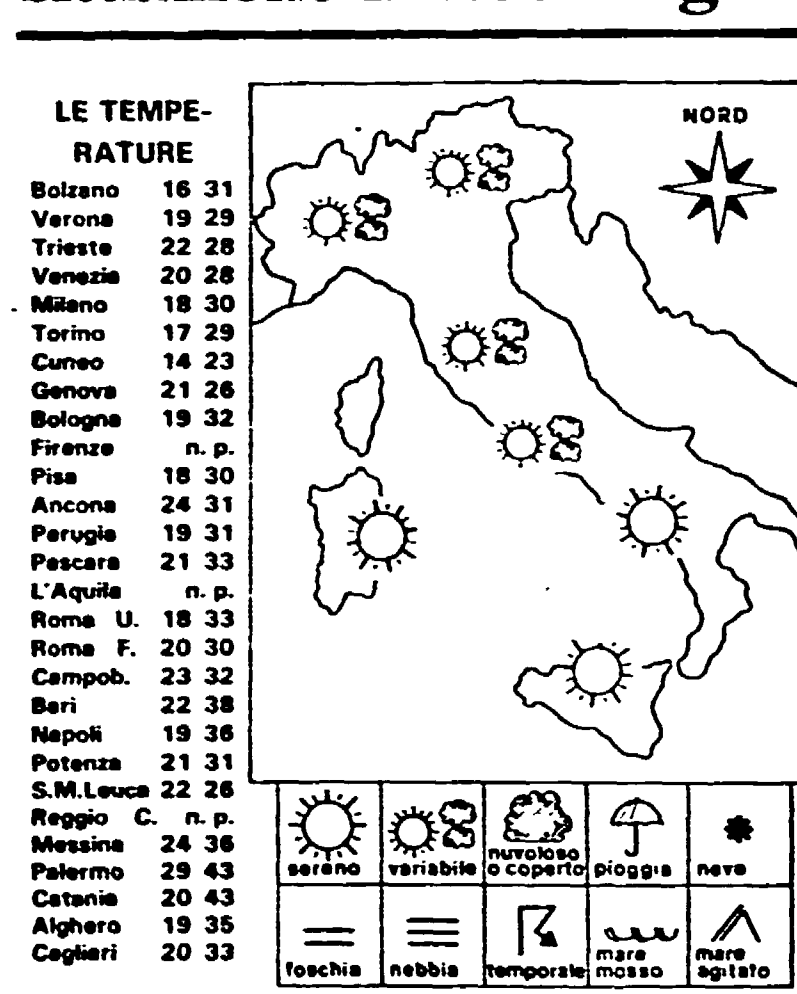 LE TEMPE-
RATURE
Bolzano 16 31
Verona 19 29
Trieste 22 28
Venezia 20 28
Milano 18 30
Torino 17 29
Cuneo 14 23
Genova 21 26
Bologna 19 32
Firenze n. p.
Pisa 18 30
Ancona 24 31
Perugia 19 31
Pescara 21 33
L'Aquila n. p.
Roma U. 18 33
Roma F. 20 30
Campob. 23 32
Bari 22 38
Napoli 19 36
Potenza 21 31
S.M.Leuca 22 26
Reggio C. n. p.
Messina 24 36
Palermo 29 43
Catania 20 43
Alghero 19 35
Cagliari 20 33
NORD
sereno
variabile
nuvoloso
o coperto
pioggia
neve
foschia
nebbia
temporale
mare
mosso
mare
agitato